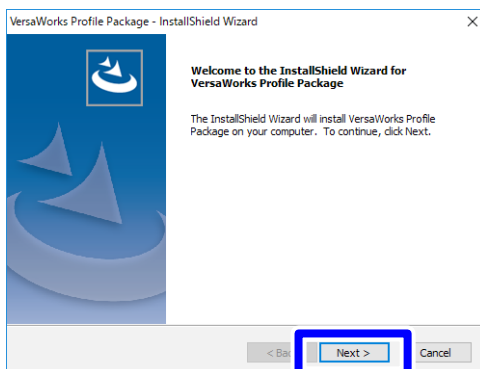 VersaWorks Profile Package - InstallShield Wizard
Welcome to the InstallShield Wizard for
VersaWorks Profile Package
The InstallShield Wizard will install VersaWorks Profile
Package on your computer. To continue, click Next.
< Ba
Next >
Cancel